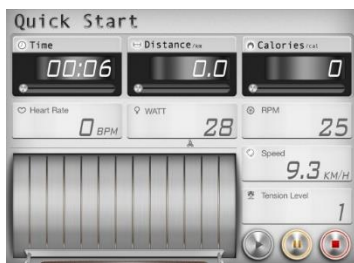 Quick Start
Time
Distance/KM
Calories/cal
00:06
0.0
0
Heart Rate
WATT
RPM
0 BPM
28
25
Speed
9.3 KM/H
Tension Level
1